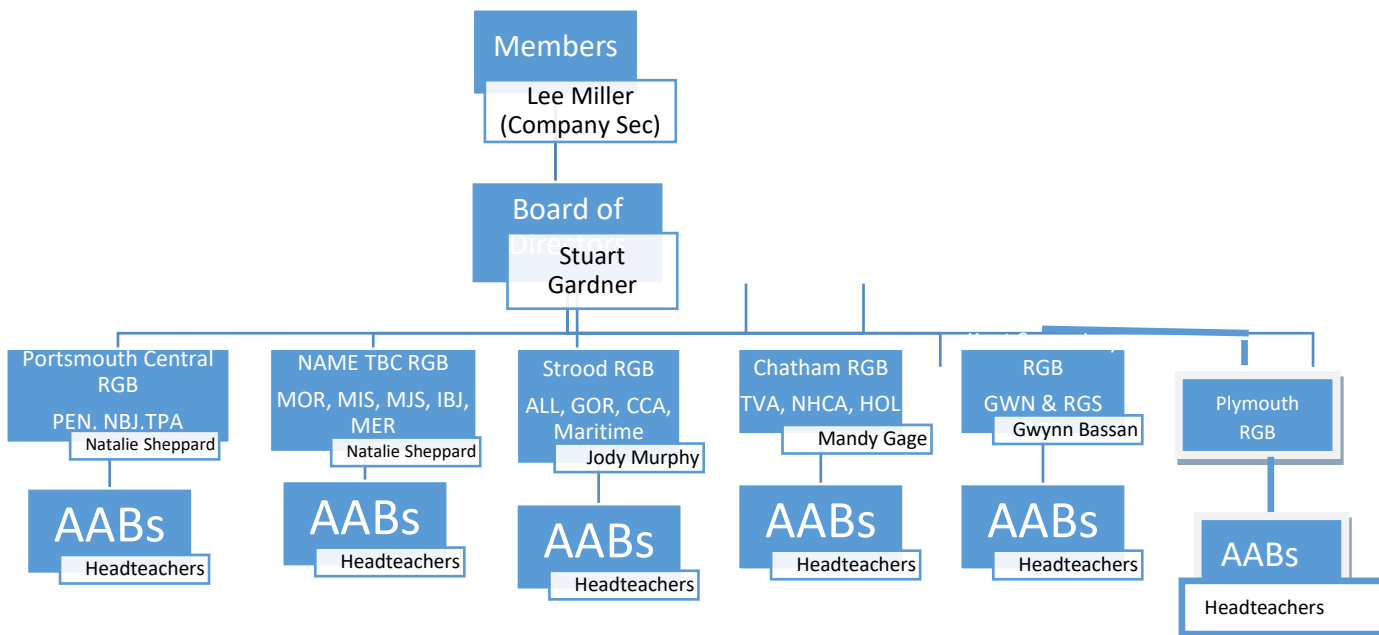 Members
Lee Miller
(Company Sec)
Board of
Directors
Stuart
Gardner
Portsmouth Central
RGB
PEN, NBJ,TPA
Natalie Sheppard
AABs
Headteachers
NAME TBC RGB
MOR, MIS, MJS, IBJ,
MER
Natalie Sheppard
AABs
Headteachers
Strood RGB
ALL, GOR, CCA,
Maritime
Jody Murphy
AABs
Headteachers
Chatham RGB
TVA, NHCA, HOL
Mandy Gage
AABs
Headteachers
RGB
GWN & RGS
Gwynn Bassan
AABs
Headteachers
Plymouth
RGB
AABs
Headteachers